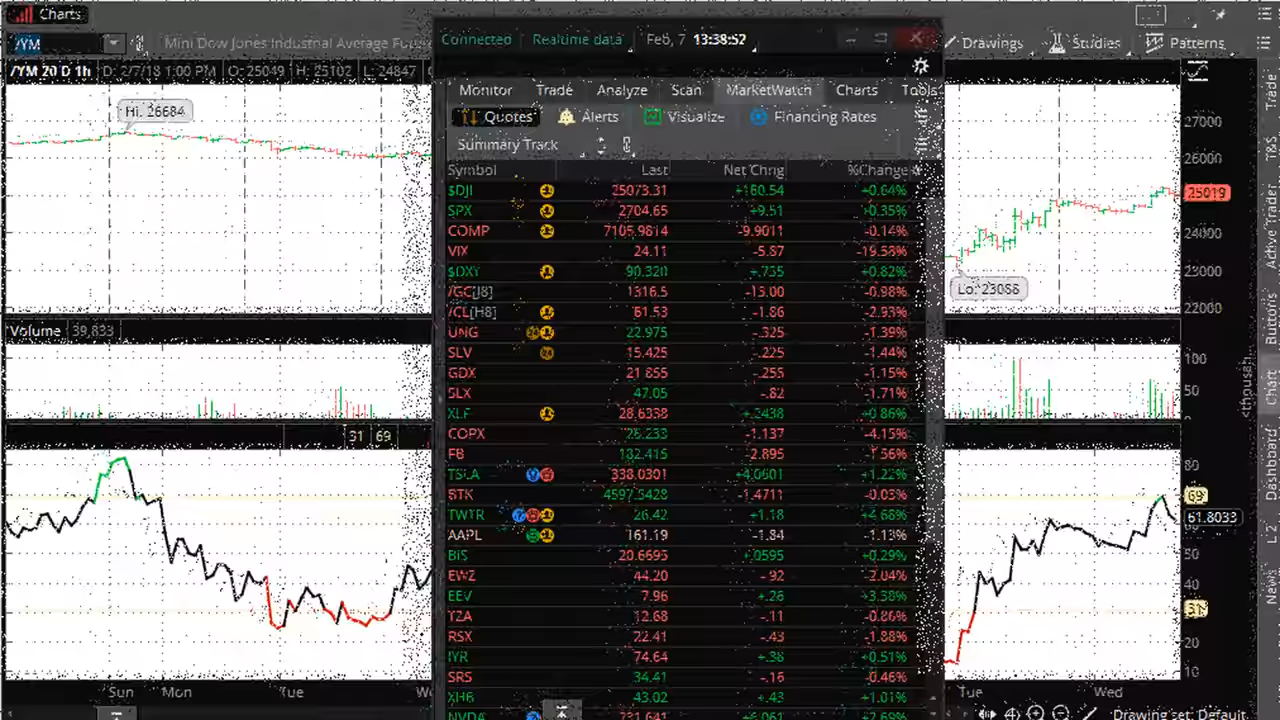 Charts
/YM
Mini Dow Jones Industrial Average
Connected Realtime data Feb, 7 13:38:52
Drawings Studies Patterns
/YM 20 D 1h D: 2/7/18 1:00 PM O: 25049 H: 25102 L: 24847
Monitor Trade Analyze Scan MarketWatch Charts Tools
Hi: 26684
Quotes Alerts Visualize Financing Rates
Summary Track
Symbol Last Net Chng %Change
$DJI 25073.31 +160.54 +0.64%
SPX 2704.65 +9.51 +0.35%
COMP 7105.9814 -9.9011 -0.14%
VIX 24.11 -5.87 -19.58%
$DXY 90.320 +.735 +0.82%
/GC[J8] 1316.5 -13.00 -0.98%
/CL[H8] 61.53 -1.86 -2.93%
UNG 22.975 -.325 -1.39%
SLV 15.425 -.225 -1.44%
GDX 21.855 -.255 -1.15%
SLX 47.05 -.82 -1.71%
XLF 28.6338 +.2438 +0.86%
COPX -1.137 -4.15%
FB 182.415 -2.895 -1.56%
TSLA 338.0301 +4.0601 +1.22%
BTK 4597.3428 -1.4711 -0.03%
TWTR 26.42 +1.18 +4.68%
AAPL 161.19 -1.84 -1.13%
BIS 20.6695 +.0595 +0.29%
EWZ 44.20 -.92 -2.04%
EEV 7.96 +.26 +3.38%
TZA 12.68 -.11 -0.86%
RSX 22.41 -.43 -1.88%
IYR 74.64 +.38 +0.51%
SRS 34.41 -.16 -0.46%
XHB 43.02 +.43 +1.01%
NVDA
27000
26000
25019
24000
23000
22000
Lo: 23088
Volume 39,833
100
50
<thousands>
31 69
80
69
61.8033
50
40
31
20
10
Sun Mon Tue Tue Wed
Drawing set: Default
Trade
T&S
Active Trader
Buttons
Chart
Dashboard
L 2
News